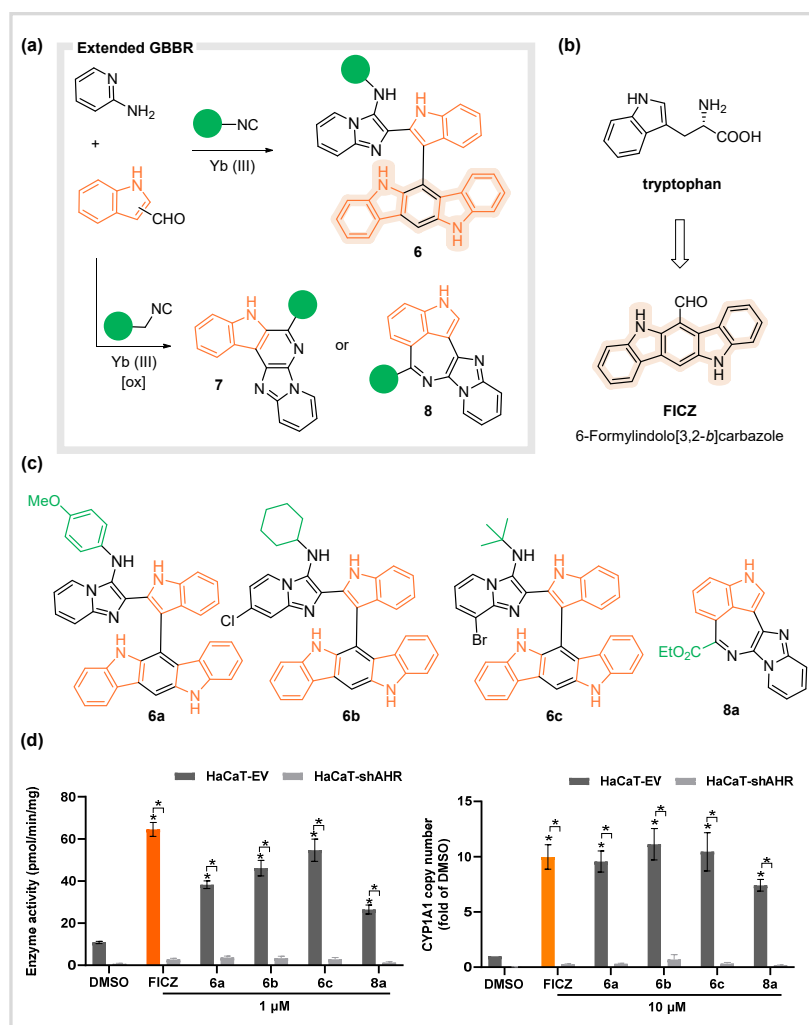 (a)
Extended GBBR
N
NH2
+
H
N
CHO
NC
Yb (III)
NC
Yb (III)
[ox]
NH
H
N
N
N
H
N
N
H
6
H
N
N
N
N
7
or
H
N
N
N
N
8
(b)
H
N
NH2
COOH
tryptophan
CHO
H
N
N
H
FICZ
6-Formylindolo[3,2-b]carbazole
(c)
MeO
NH
H
N
N
N
H
N
N
H
6a
NH
H
N
N
N
Cl
H
N
N
H
6b
NH
H
N
N
N
Br
H
N
N
H
6c
H
N
EtO2C
N
N
N
8a
(d)
HaCaT-EV HaCaT-shAHR
Enzyme activity (pmol/min/mg)
80
60
40
20
0
* * * * * * * * * *
DMSO FICZ 6a 6b 6c 8a
1 μM
HaCaT-EV HaCaT-shAHR
CYP1A1 copy number
(fold of DMSO)
15
10
5
0
* * * * * * * * * *
DMSO FICZ 6a 6b 6c 8a
10 μM